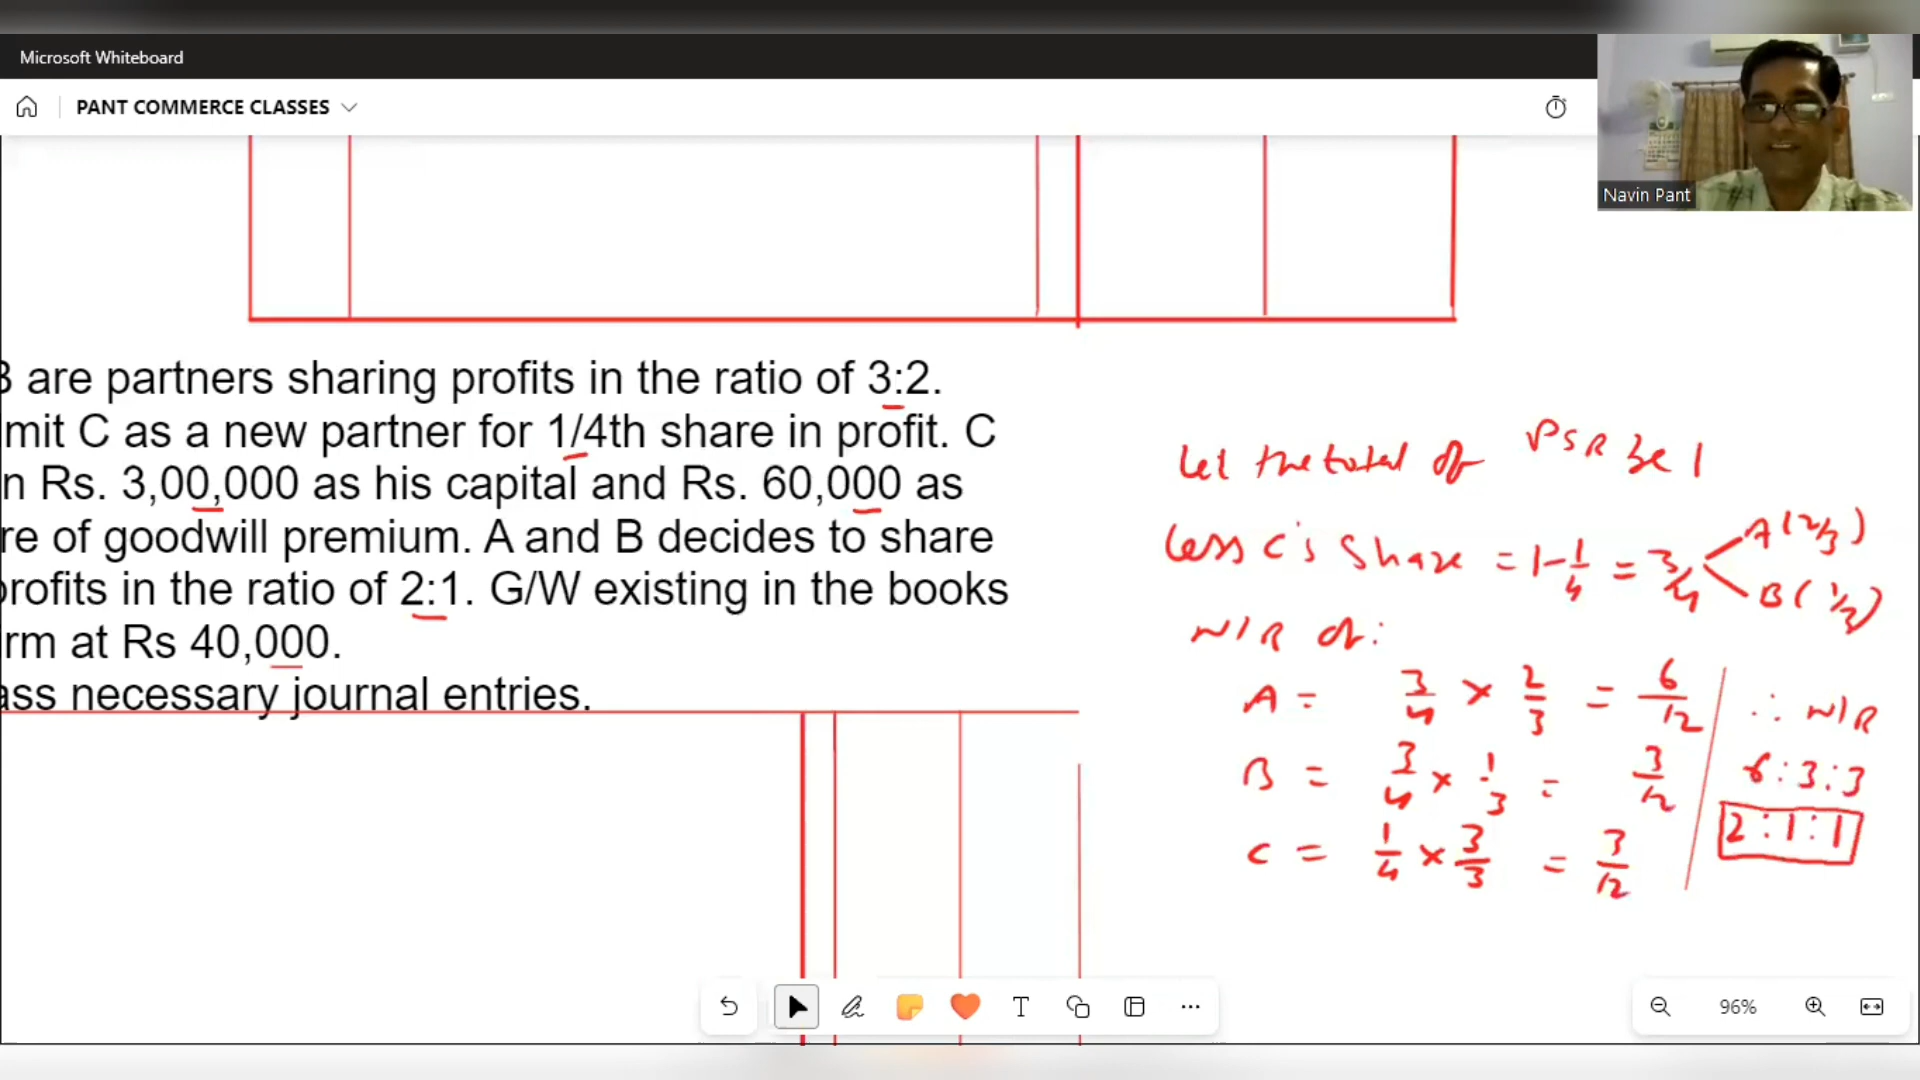 Microsoft Whiteboard
PANT COMMERCE CLASSES
Navin Pant
B are partners sharing profits in the ratio of 3:2.
mit C as a new partner for 1/4th share in profit. C
n Rs. 3,00,000 as his capital and Rs. 60,000 as
re of goodwill premium. A and B decides to share
profits in the ratio of 2:1. G/W existing in the books
rm at Rs 40,000.
ass necessary journal entries.
Let the total of PSR be 1
Less C's Share = 1-1/4 = 3/4 A (2/3)
B (1/3)
N/R of:
A = 3/4 × 2/3 = 6/12
B = 3/4 × 1/3 = 3/12
C = 1/4 × 3/3 = 3/12
∴ N/R
6:3:3
2:1:1
T
96%